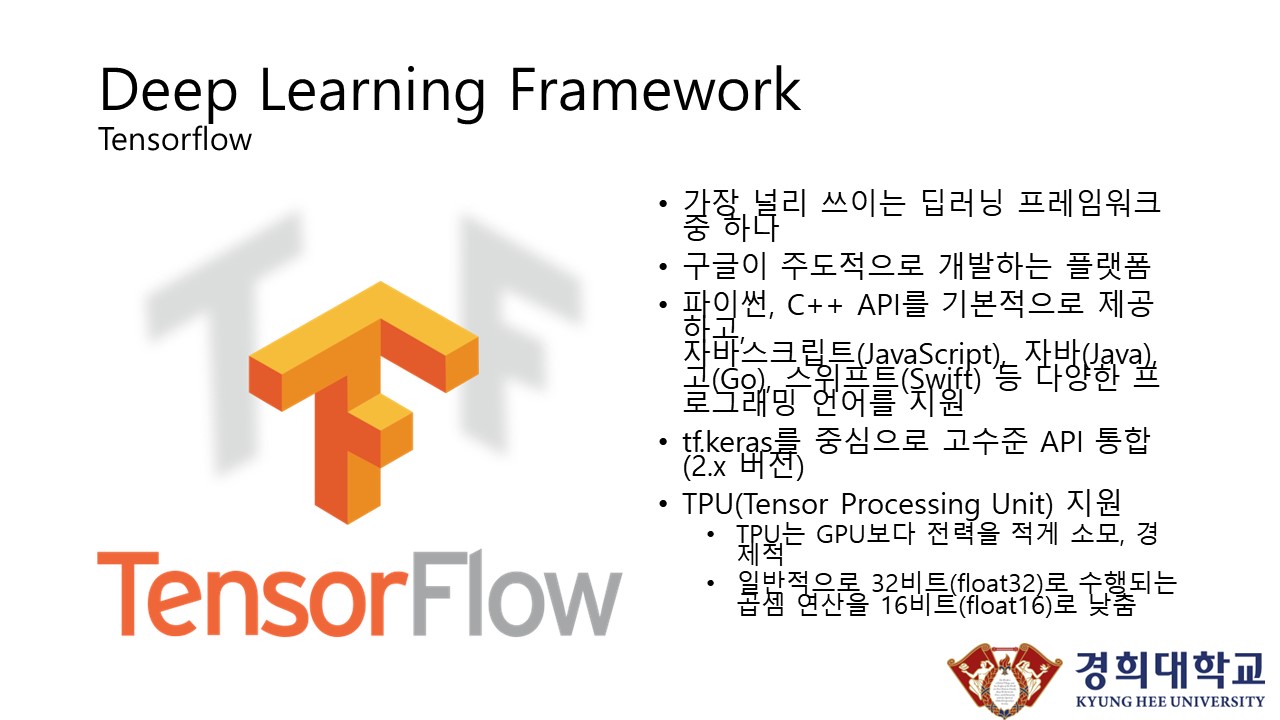 Deep Learning Framework
Tensorflow
• 가장 널리 쓰이는 딥러닝 프레임워크
중 하나
• 구글이 주도적으로 개발하는 플랫폼
• 파이썬, C++ API를 기본적으로 제공
하고,
자바스크립트(JavaScript), 자바(Java),
고(Go), 스위프트(Swift) 등 다양한 프
로그래밍 언어를 지원
• tf.keras를 중심으로 고수준 API 통합
(2.x 버전)
• TPU(Tensor Processing Unit) 지원
• TPU는 GPU보다 전력을 적게 소모, 경
제적
• 일반적으로 32비트(float32)로 수행되는
곱셈 연산을 16비트(float16)로 낮춤
TensorFlow
경희대학교
KYUNG HEE UNIVERSITY